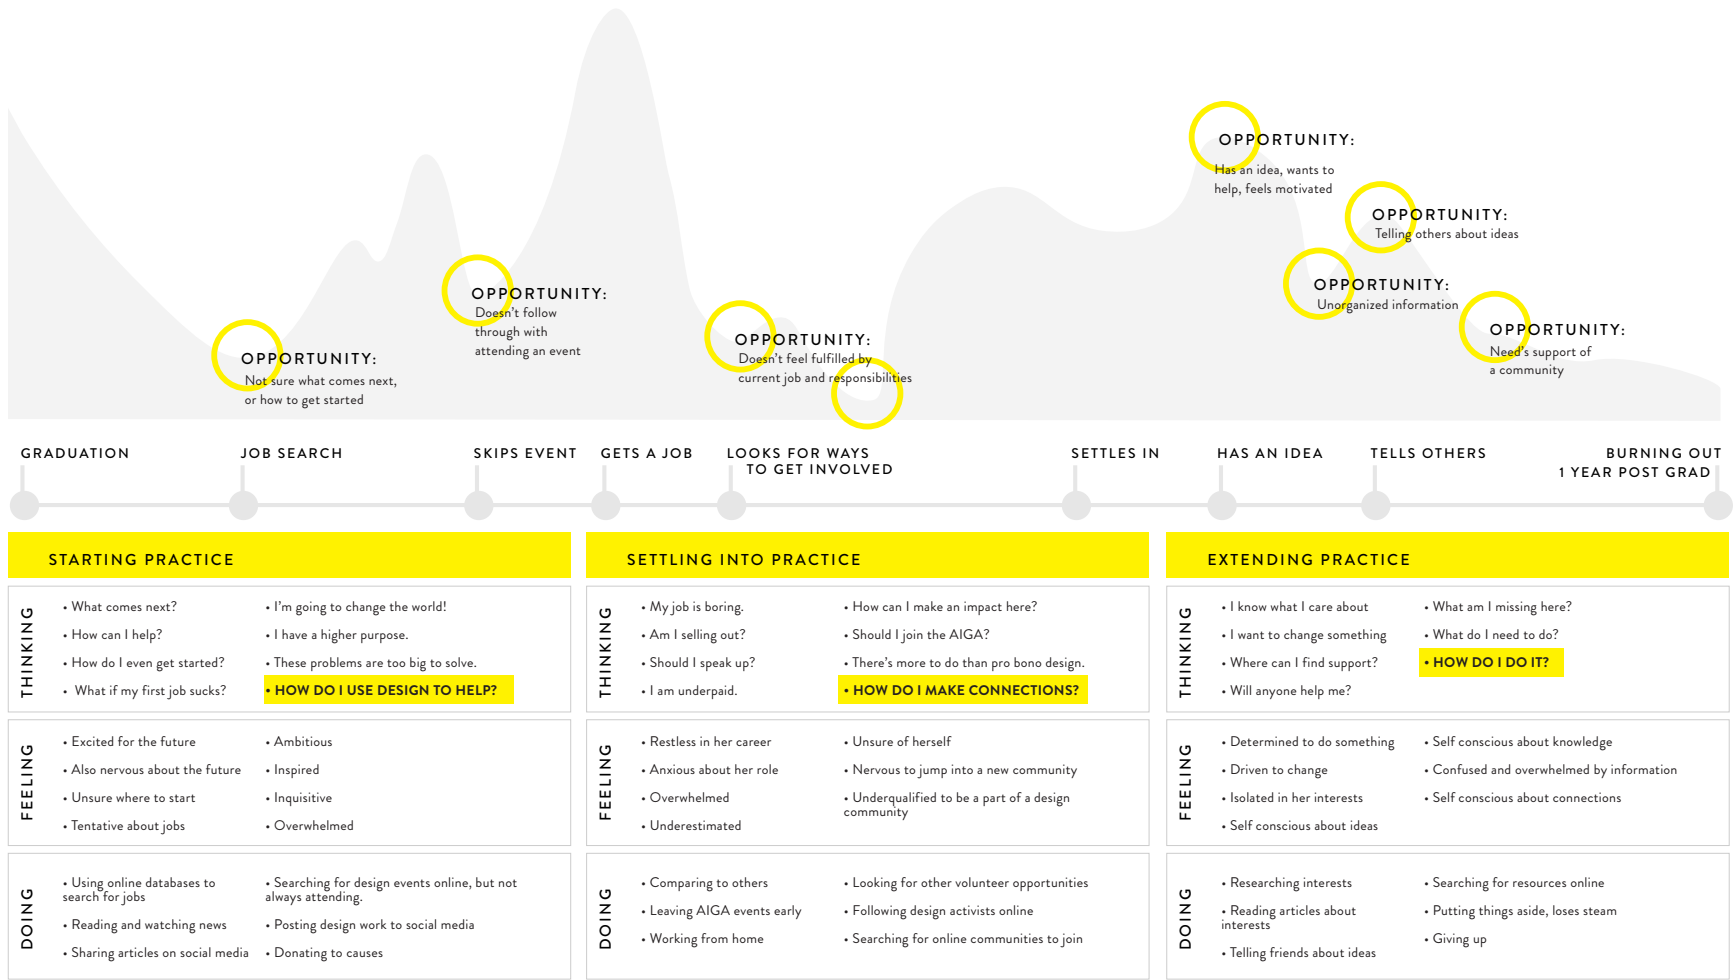 OPPORTUNITY:
Has an idea, wants to
help, feels motivated
OPPORTUNITY:
Telling others about ideas
OPPORTUNITY:
Unorganized information
OPPORTUNITY:
Doesn't follow
through with
attending an event
OPPORTUNITY:
Need's support of
a community
OPPORTUNITY:
Doesn't feel fulfilled by
current job and responsibilities
OPPORTUNITY:
Not sure what comes next,
or how to get started
GRADUATION
JOB SEARCH
SKIPS EVENT
GETS A JOB
LOOKS FOR WAYS
TO GET INVOLVED
SETTLES IN
HAS AN IDEA
TELLS OTHERS
BURNING OUT
1 YEAR POST GRAD
STARTING PRACTICE
THINKING
• What comes next?
• How can I help?
• How do I even get started?
• What if my first job sucks?
• I'm going to change the world!
• I have a higher purpose.
• These problems are too big to solve.
• HOW DO I USE DESIGN TO HELP?
FEELING
• Excited for the future
• Also nervous about the future
• Unsure where to start
• Tentative about jobs
• Ambitious
• Inspired
• Inquisitive
• Overwhelmed
DOING
• Using online databases to
search for jobs
• Reading and watching news
• Sharing articles on social media
• Searching for design events online, but not
always attending.
• Posting design work to social media
• Donating to causes
SETTLING INTO PRACTICE
THINKING
• My job is boring.
• Am I selling out?
• Should I speak up?
• I am underpaid.
• How can I make an impact here?
• Should I join the AIGA?
• There's more to do than pro bono design.
• HOW DO I MAKE CONNECTIONS?
FEELING
• Restless in her career
• Anxious about her role
• Overwhelmed
• Underestimated
• Unsure of herself
• Nervous to jump into a new community
• Underqualified to be a part of a design
community
DOING
• Comparing to others
• Leaving AIGA events early
• Working from home
• Looking for other volunteer opportunities
• Following design activists online
• Searching for online communities to join
EXTENDING PRACTICE
THINKING
• I know what I care about
• I want to change something
• Where can I find support?
• Will anyone help me?
• What am I missing here?
• What do I need to do?
• HOW DO I DO IT?
FEELING
• Determined to do something
• Driven to change
• Isolated in her interests
• Self conscious about ideas
• Self conscious about knowledge
• Confused and overwhelmed by information
• Self conscious about connections
DOING
• Researching interests
• Reading articles about
interests
• Telling friends about ideas
• Searching for resources online
• Putting things aside, loses steam
• Giving up